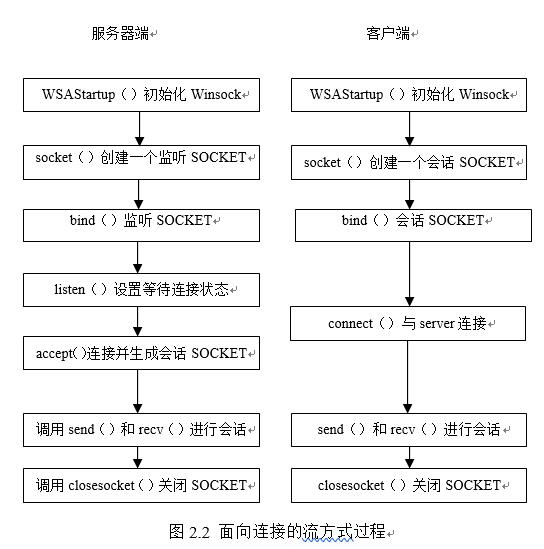 服务器端
客户端
WSAStartup（）初始化 Winsock
WSAStartup（）初始化 Winsock
socket（）创建一个监听 SOCKET
socket（）创建一个会话 SOCKET
bind（）监听 SOCKET
bind（）会话 SOCKET
listen（）设置等待连接状态
connect（）与 server 连接
accept()连接并生成会话 SOCKET
调用 send（）和 recv（）进行会话
send（）和 recv（）进行会话
调用 closesocket（）关闭 SOCKET
closesocket（）关闭 SOCKET
图 2.2 面向连接的流方式过程